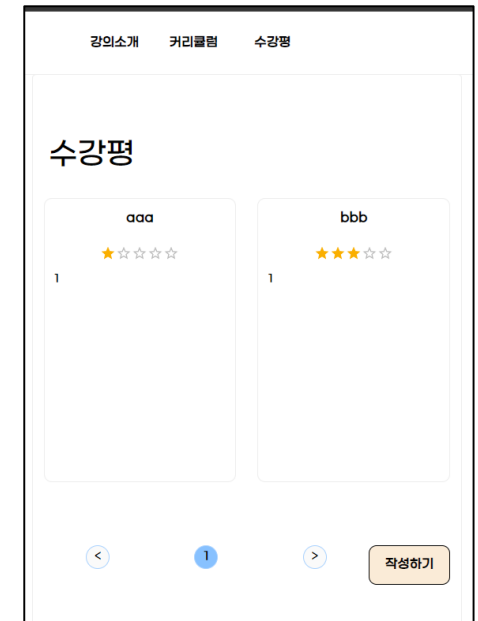 강의소개 커리큘럼 수강평
수강평
aaa bbb
1 1
< 1 > 작성하기